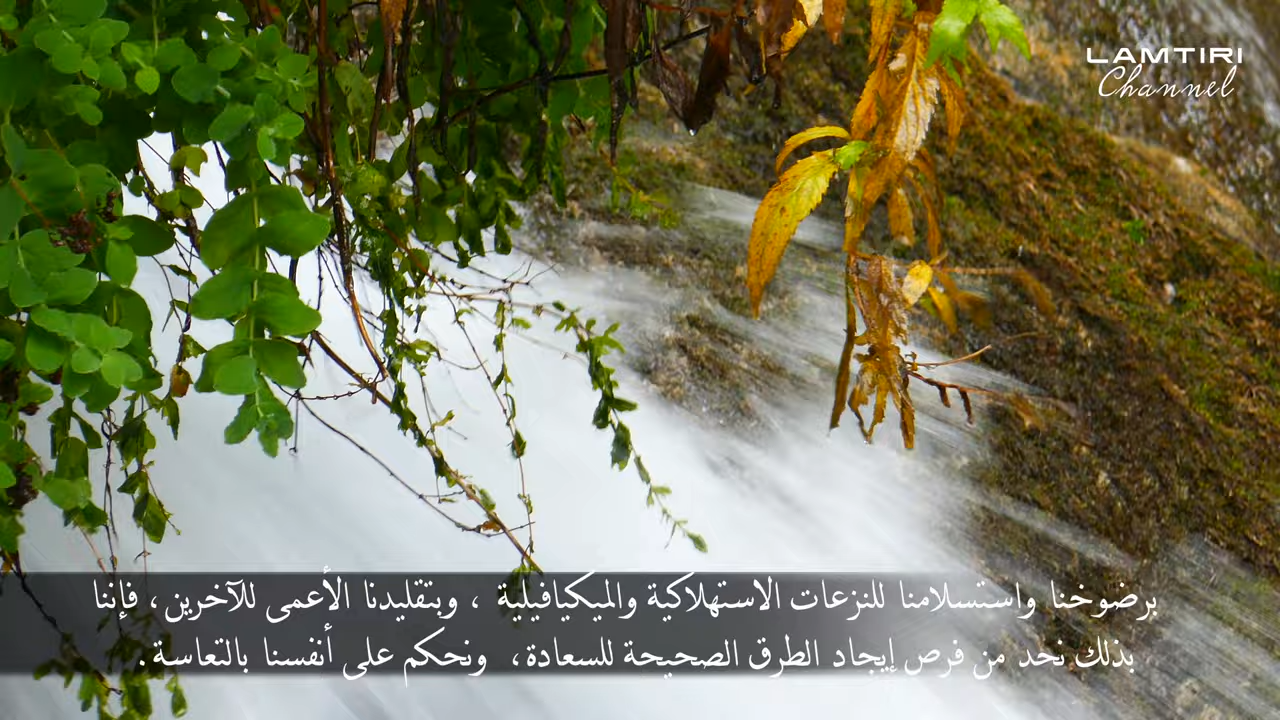 LAMTIRI
Channel
برضوخنا واستسلامنا للنزعات الاستهلاكية والميكيافيلية ، وبتقليدنا الأعمى للآخرين، فإننا
بذلك نحد من فرص إيجاد الطرق الصحيحة للسعادة، ونحكم على أنفسنا بالتعاسة.